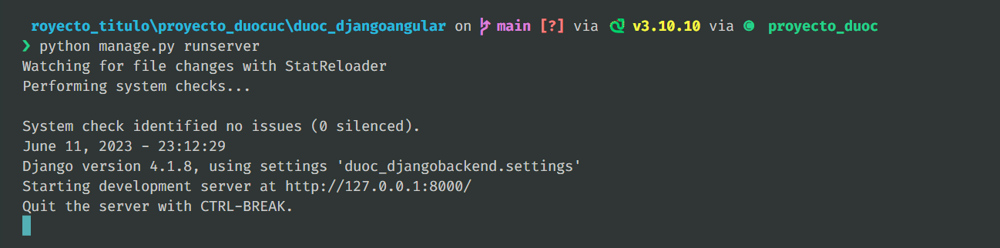 royecto_titulo\proyecto_duocuc\duoc_djangoangular on main [?] via v3.10.10 via proyecto_duoc
❯ python manage.py runserver
Watching for file changes with StatReloader
Performing system checks...
System check identified no issues (0 silenced).
June 11, 2023 - 23:12:29
Django version 4.1.8, using settings 'duoc_djangobackend.settings'
Starting development server at http://127.0.0.1:8000/
Quit the server with CTRL-BREAK.